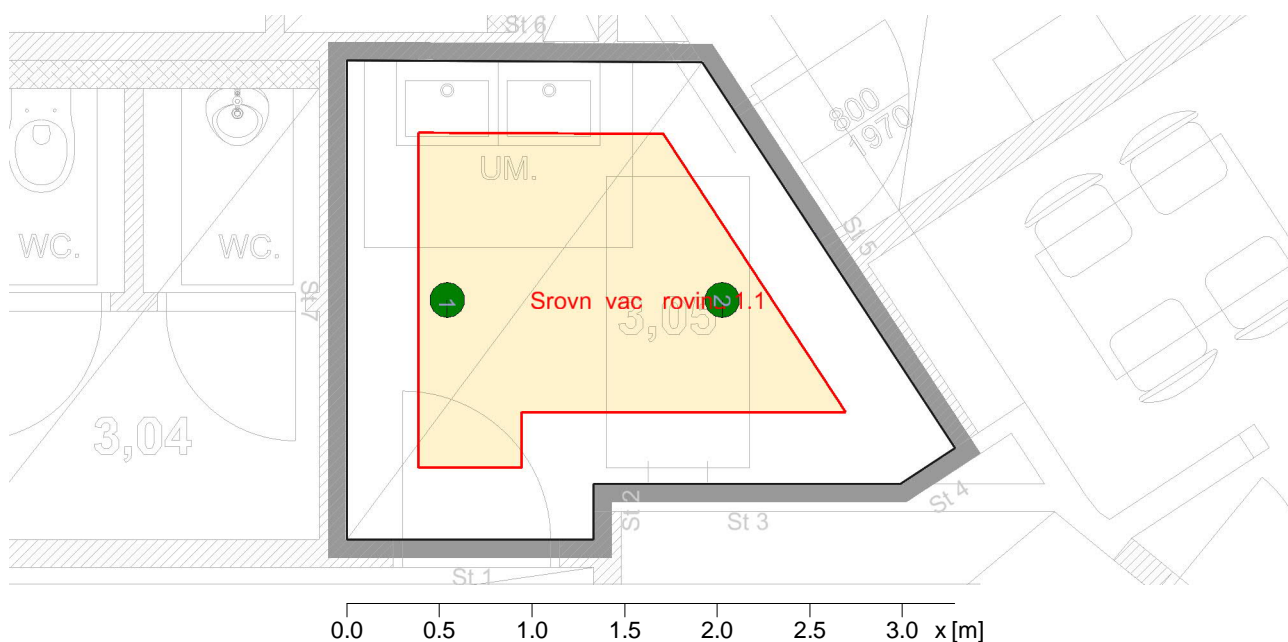 St 6
800
1970
UM.
WC.
WC.
St 5
St 7
1
Srovn vac rovina 1.1
2
3,05
3,04
St 2
St 3
St 4
St 1
0.0 0.5 1.0 1.5 2.0 2.5 3.0 x [m]